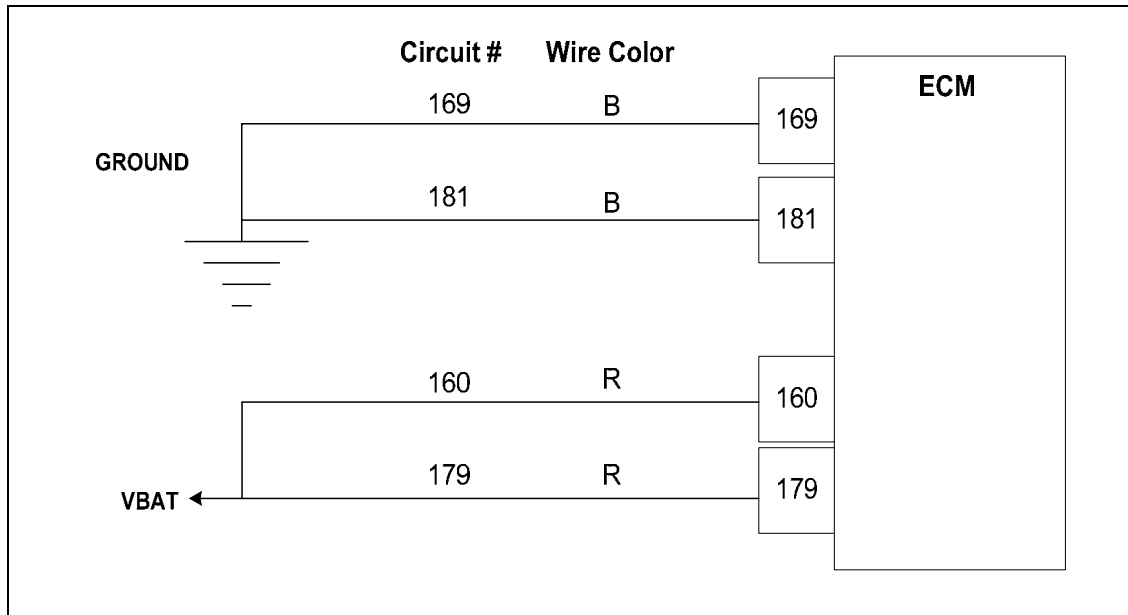 Circuit # Wire Color
ECM
169 B 169
GROUND
181 B 181
160 R 160
179 R 179
VBAT